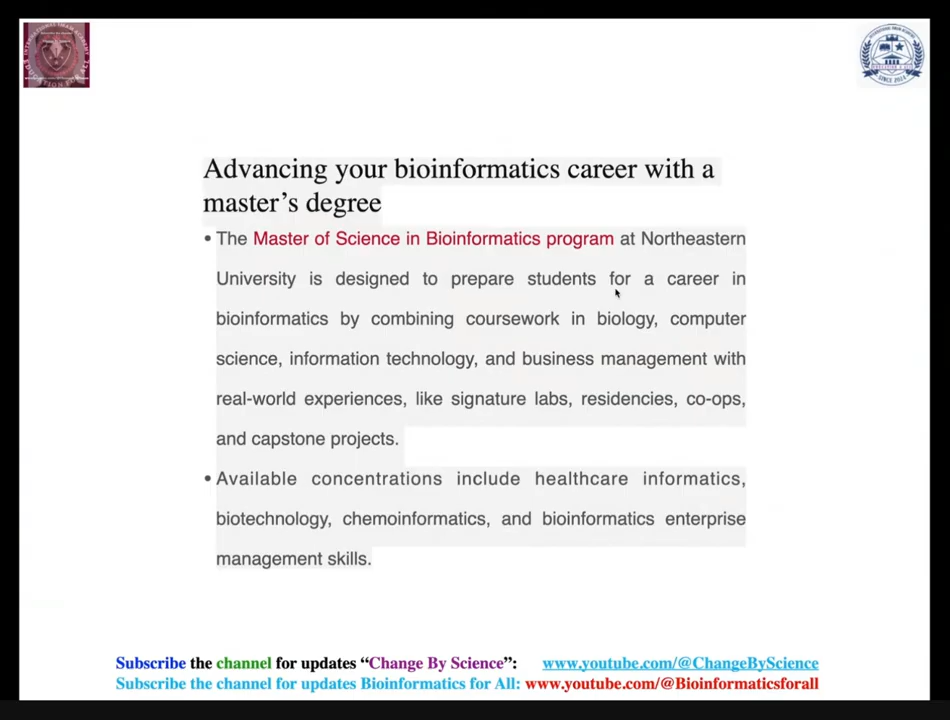 Advancing your bioinformatics career with a
master's degree
• The Master of Science in Bioinformatics program at Northeastern
University is designed to prepare students for a career in
bioinformatics by combining coursework in biology, computer
science, information technology, and business management with
real-world experiences, like signature labs, residencies, co-ops,
and capstone projects.
• Available concentrations include healthcare informatics,
biotechnology, chemoinformatics, and bioinformatics enterprise
management skills.
Subscribe the channel for updates “Change By Science”: www.youtube.com/@ChangeByScience
Subscribe the channel for updates Bioinformatics for All: www.youtube.com/@Bioinformaticsforall